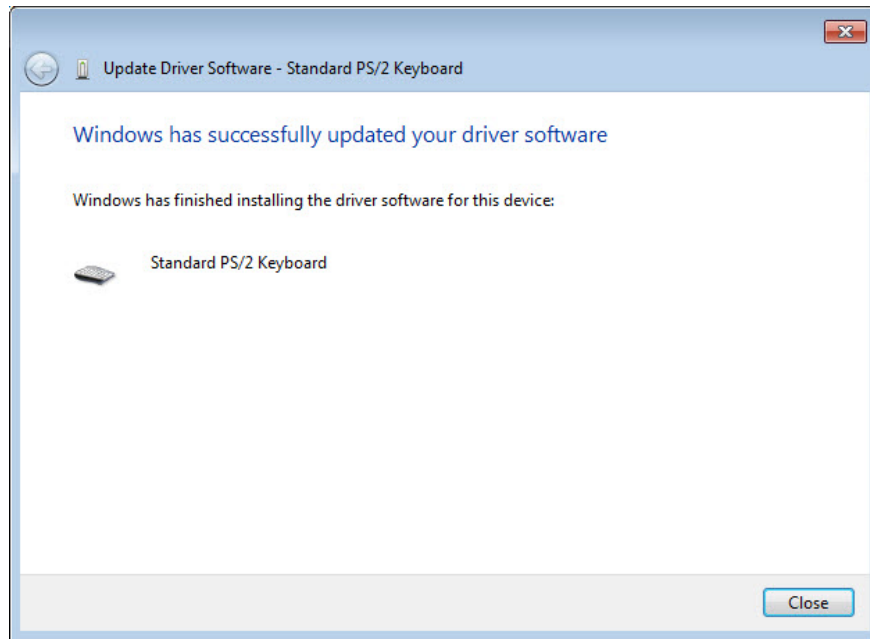 Update Driver Software - Standard PS/2 Keyboard
Windows has successfully updated your driver software
Windows has finished installing the driver software for this device:
Standard PS/2 Keyboard
Close